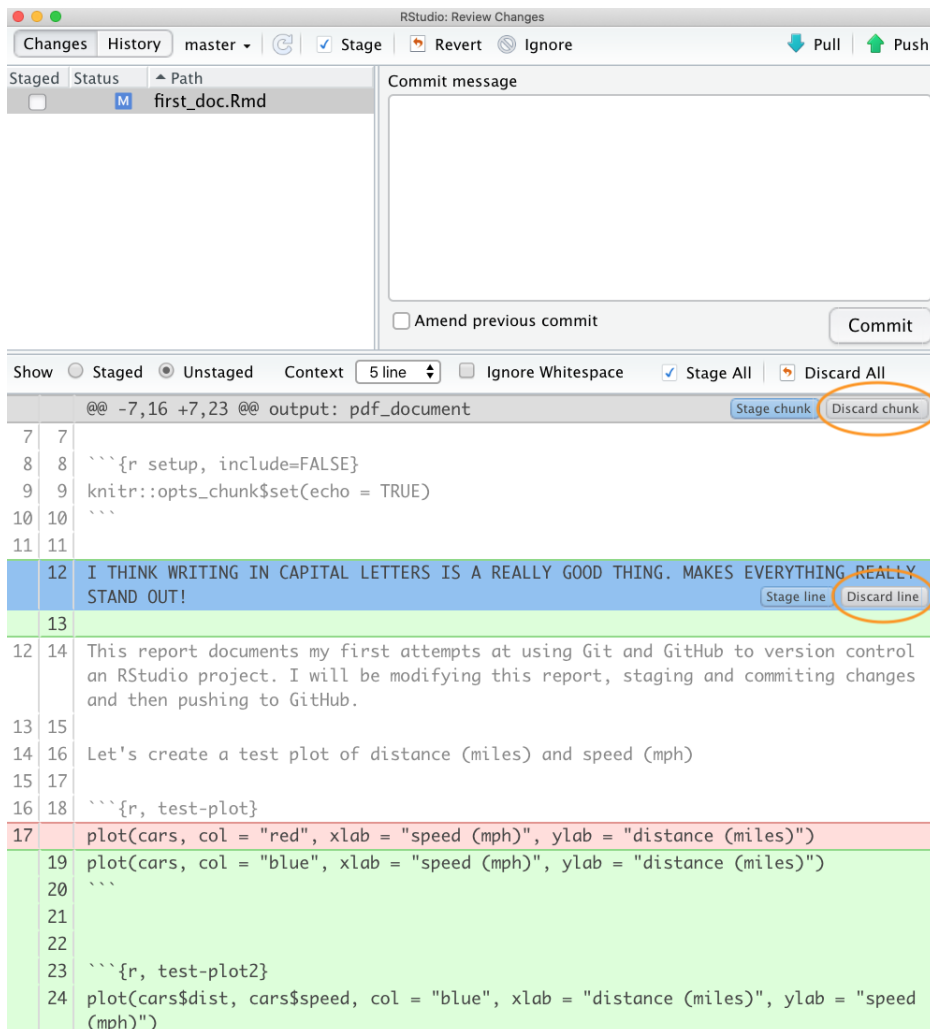 RStudio: Review Changes
Changes History master Stage Revert Ignore Pull Push
Staged Status Path
M first_doc.Rmd
Commit message
Amend previous commit
Commit
Show Staged Unstaged Context 5 line Ignore Whitespace Stage All Discard All
@@ -7,16 +7,23 @@ output: pdf_document Stage chunk Discard chunk
7 7
8 8 ```{r setup, include=FALSE}
9 9 knitr::opts_chunk$set(echo = TRUE)
10 10 ```
11 11
12 I THINK WRITING IN CAPITAL LETTERS IS A REALLY GOOD THING. MAKES EVERYTHING REALLY
STAND OUT! Stage line Discard line
13
12 14 This report documents my first attempts at using Git and GitHub to version control
an RStudio project. I will be modifying this report, staging and commiting changes
and then pushing to GitHub.
13 15
14 16 Let's create a test plot of distance (miles) and speed (mph)
15 17
16 18 ```{r, test-plot}
17 plot(cars, col = "red", xlab = "speed (mph)", ylab = "distance (miles)")
19 plot(cars, col = "blue", xlab = "speed (mph)", ylab = "distance (miles)")
20 ```
21
22
23 ```{r, test-plot2}
24 plot(cars$dist, cars$speed, col = "blue", xlab = "distance (miles)", ylab = "speed
(mph)")